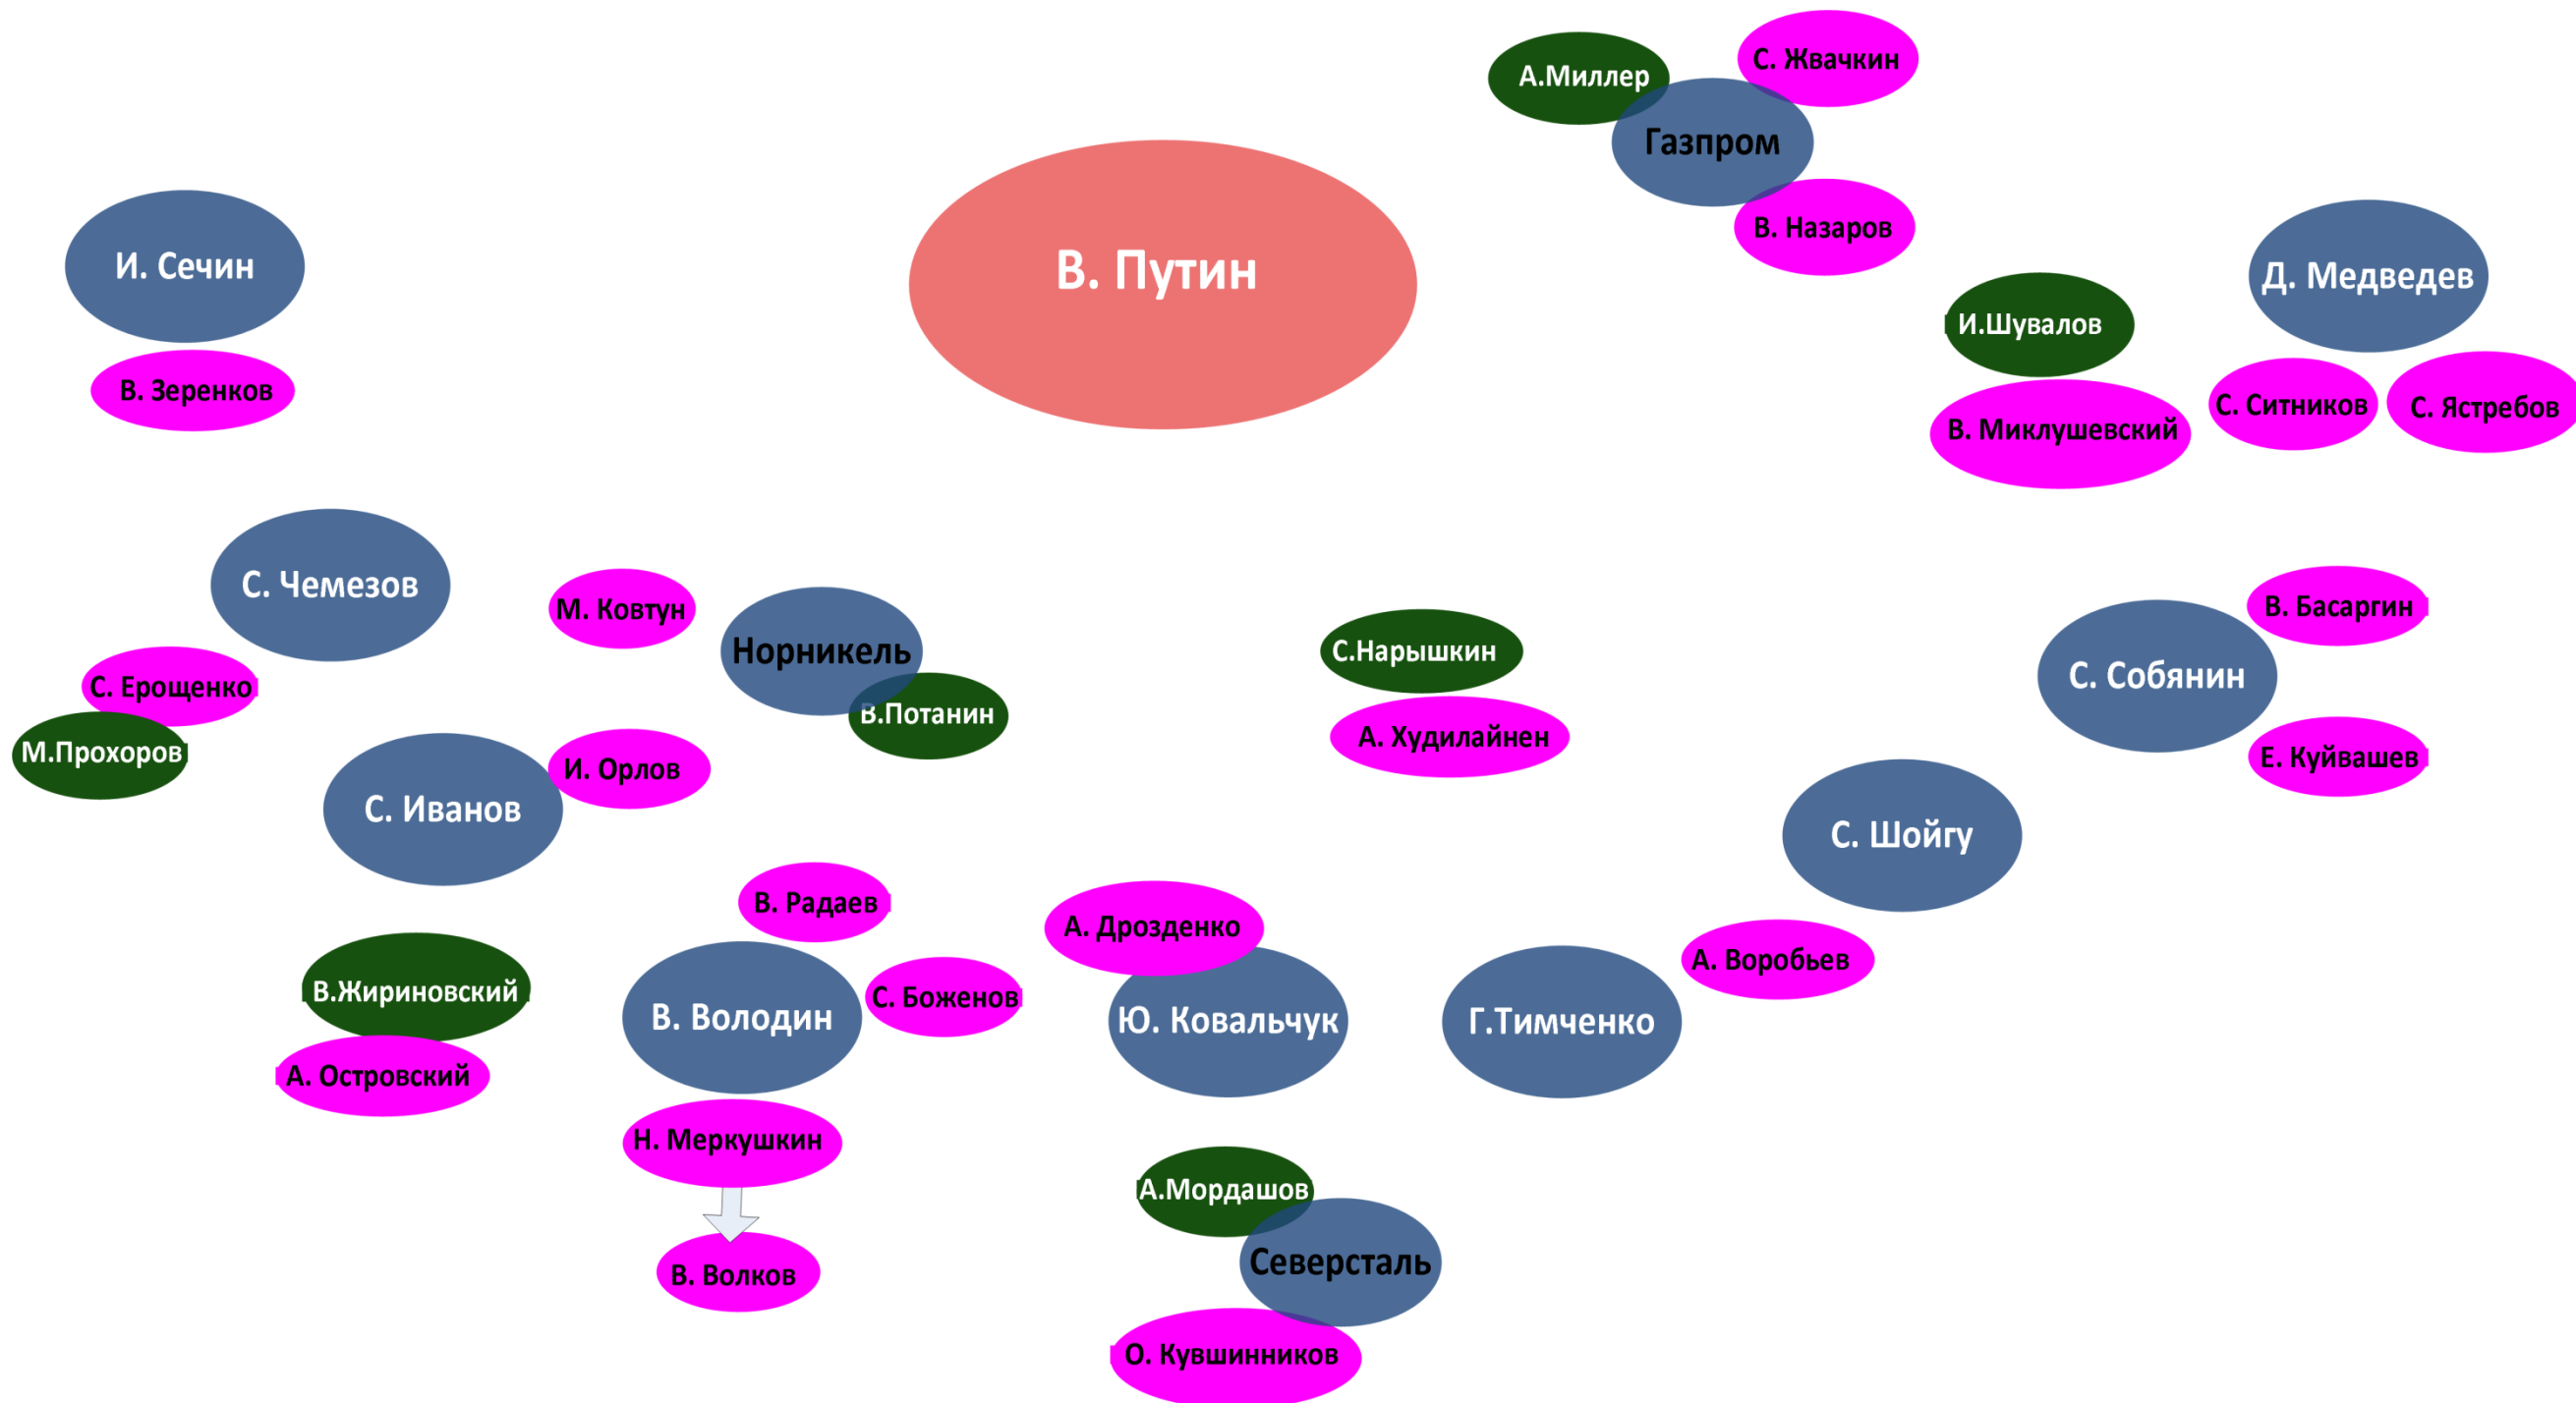 С. Жвачкин
А.Миллер
Газпром
В. Назаров
В. Путин
И. Сечин
Д. Медведев
И.Шувалов
В. Зеренков
С. Ситников
С. Ястребов
В. Миклушевский
С. Чемезов
М. Ковтун
В. Басаргин
Норникель
С.Нарышкин
С. Собянин
С. Ерощенко
В.Потанин
А. Худилайнен
М.Прохоров
Е. Куйвашев
И. Орлов
С. Иванов
С. Шойгу
В. Радаев
А. Дрозденко
А. Воробьев
В.Жириновский
С. Боженов
В. Володин
Ю. Ковальчук
Г.Тимченко
А. Островский
Н. Меркушкин
А.Мордашов
Северсталь
В. Волков
О. Кувшинников